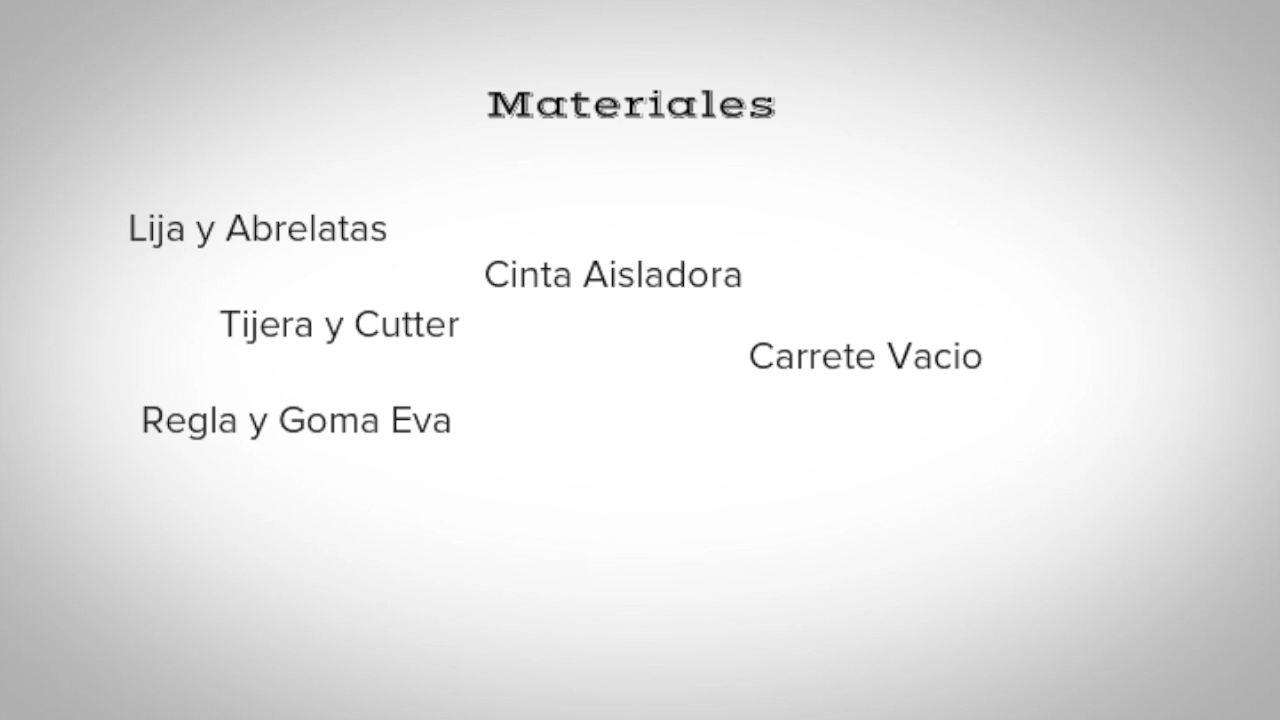 Materiales
Lija y Abrelatas
Cinta Aisladora
Tijera y Cutter
Carrete Vacio
Regla y Goma Eva